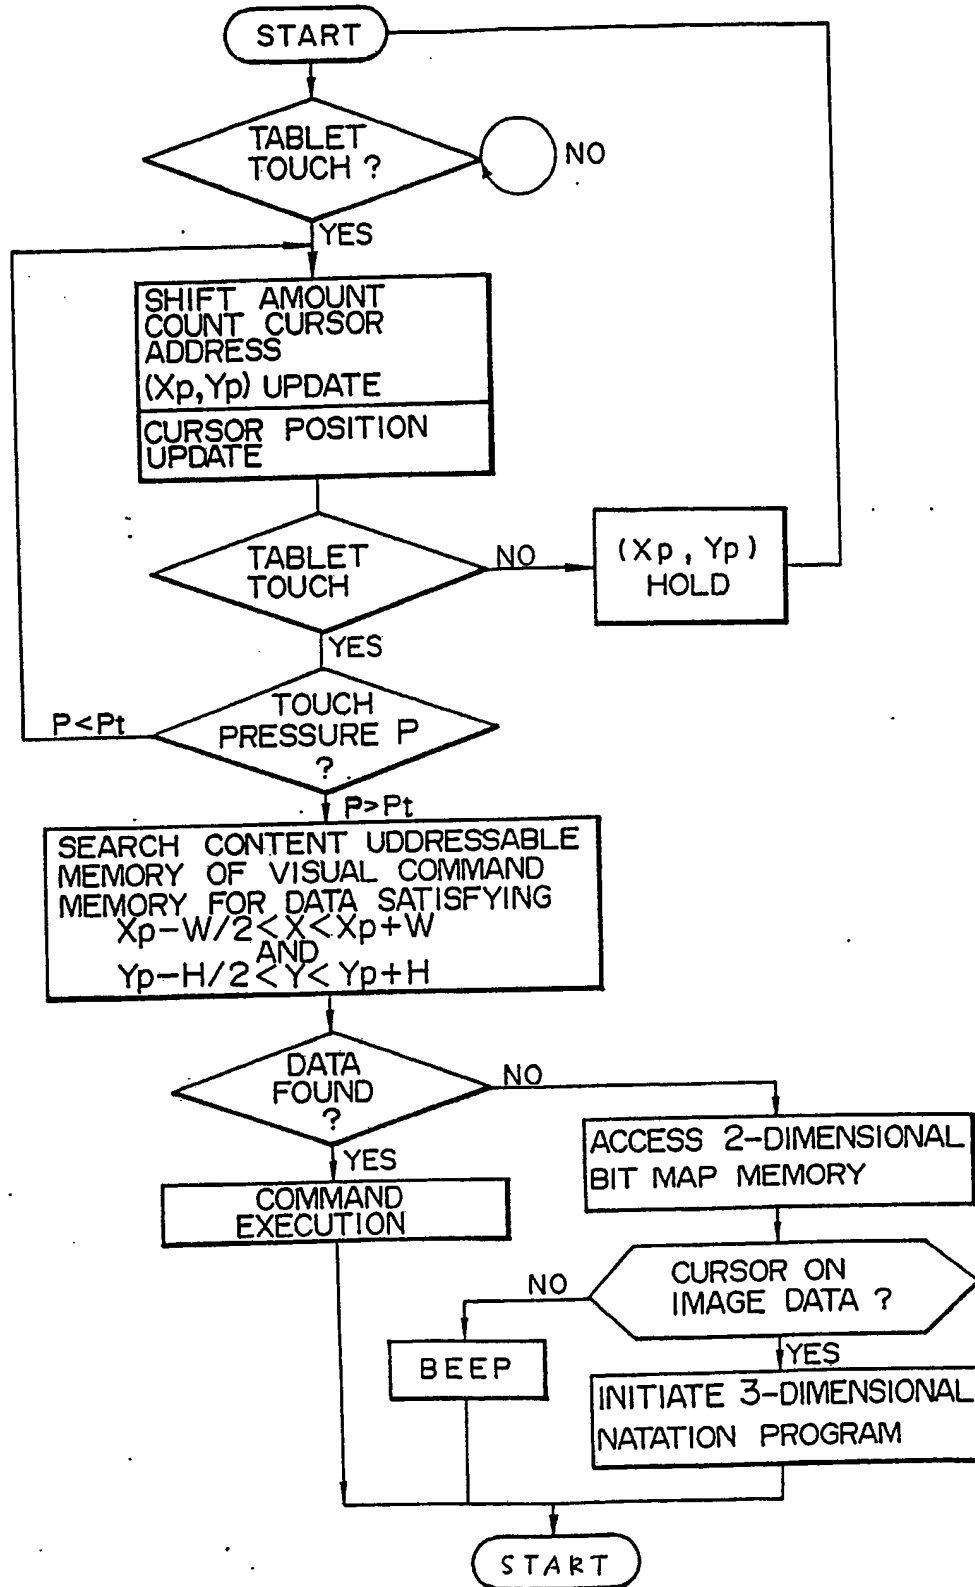 START
TABLET
TOUCH ?
NO
YES
SHIFT AMOUNT
COUNT CURSOR
ADDRESS
(Xp,Yp) UPDATE
CURSOR POSITION
UPDATE
TABLET
TOUCH
NO
(Xp, Yp)
HOLD
YES
TOUCH
PRESSURE P
?
P<Pt
P>Pt
SEARCH CONTENT UDDRESSABLE
MEMORY OF VISUAL COMMAND
MEMORY FOR DATA SATISFYING
Xp-W/2<X<Xp+W
AND
Yp-H/2<Y<Yp+H
DATA
FOUND
?
NO
YES
ACCESS 2-DIMENSIONAL
BIT MAP MEMORY
COMMAND
EXECUTION
CURSOR ON
IMAGE DATA ?
NO
YES
BEEP
INITIATE 3-DIMENSIONAL
NATATION PROGRAM
START